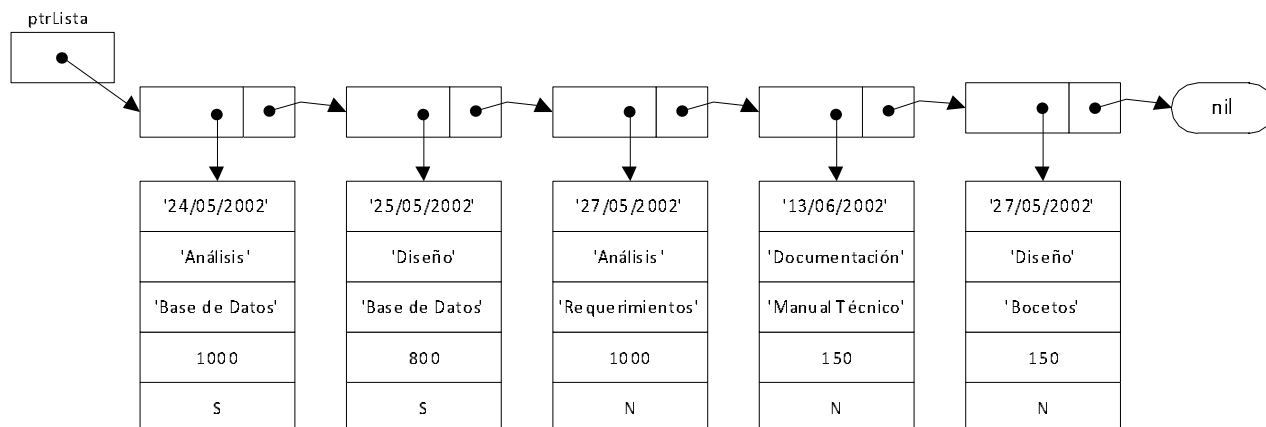 ptrLista
nil
'24/05/2002' '25/05/2002' '27/05/2002' '13/06/2002' '27/05/2002'
'Análisis' 'Diseño' 'Análisis' 'Documentación' 'Diseño'
'Base de Datos' 'Base de Datos' 'Requerimientos' 'Manual Técnico' 'Bocetos'
1000 800 1000 150 150
S S N N N